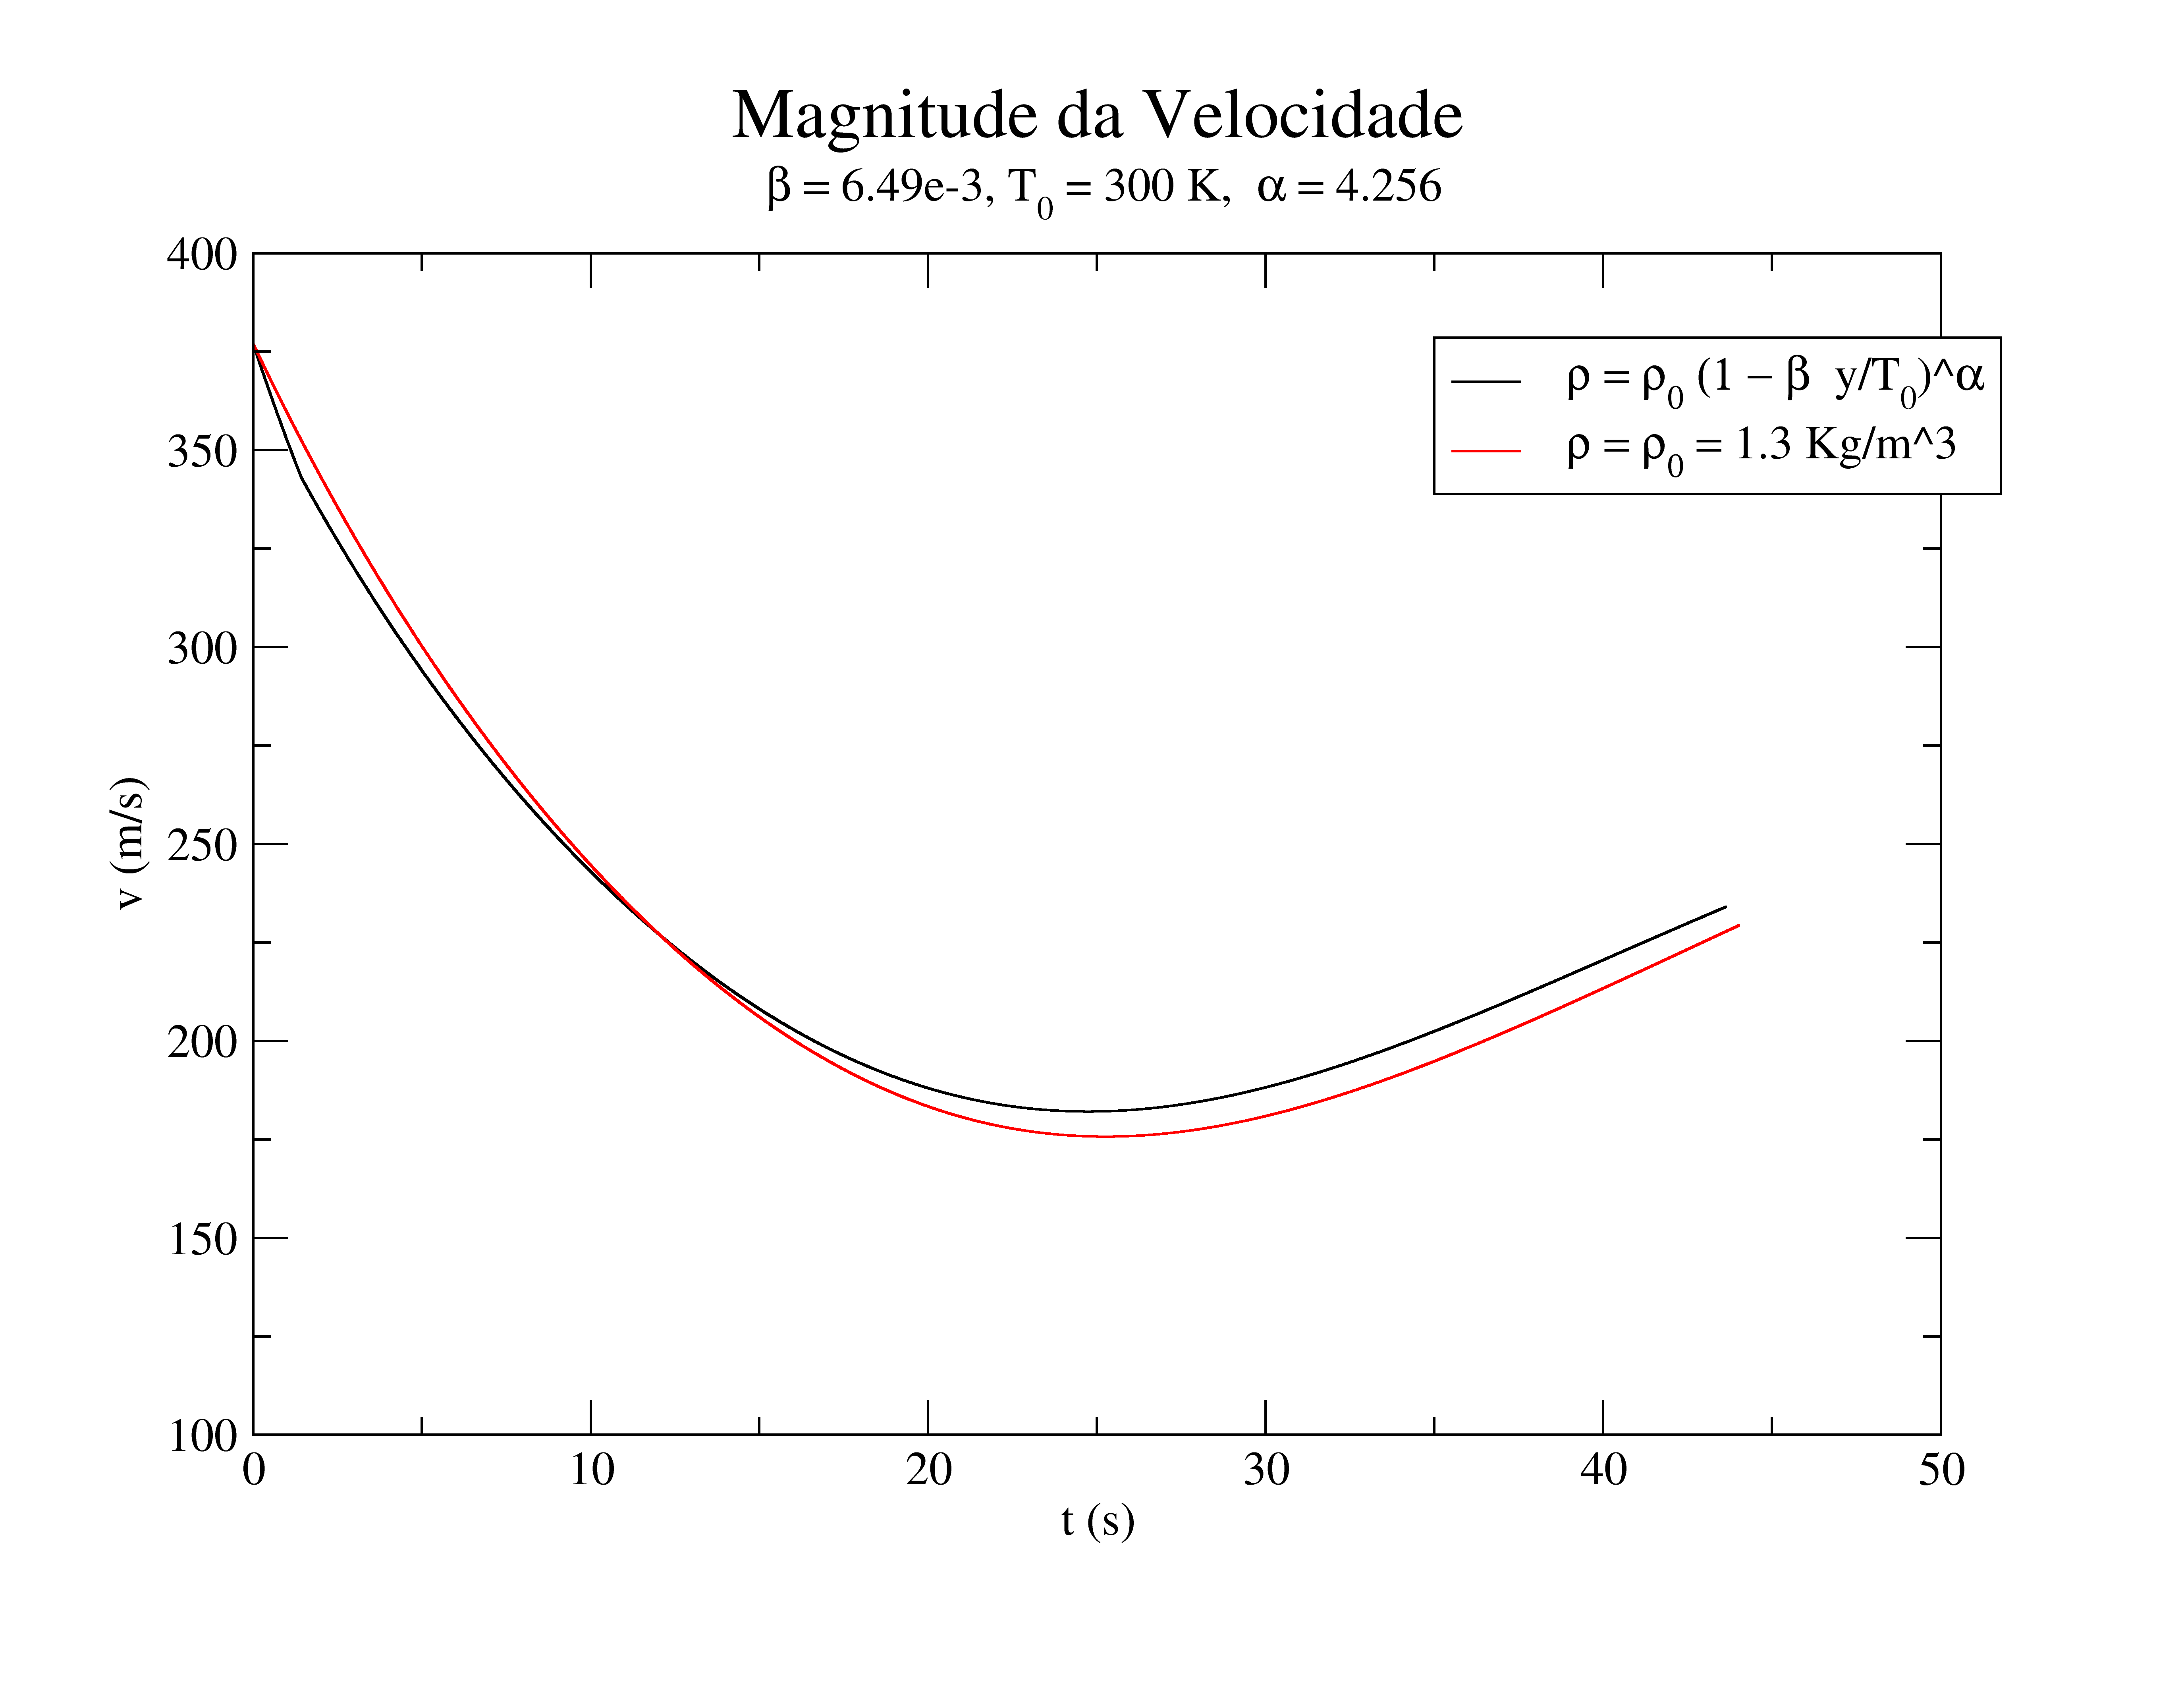 Magnitude da Velocidade
β = 6.49e-3, T0 = 300 K, α = 4.256
400
350
300
250
200
150
100
v (m/s)
ρ = ρ0 (1 − β y/T0)^α
ρ = ρ0 = 1.3 Kg/m^3
0 10 20 30 40 50
t (s)